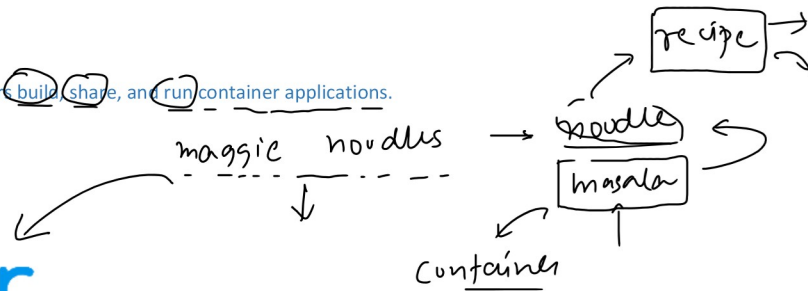 recipe
s build, share, and run container applications.
maggie noodles
noodle
masala
container
r